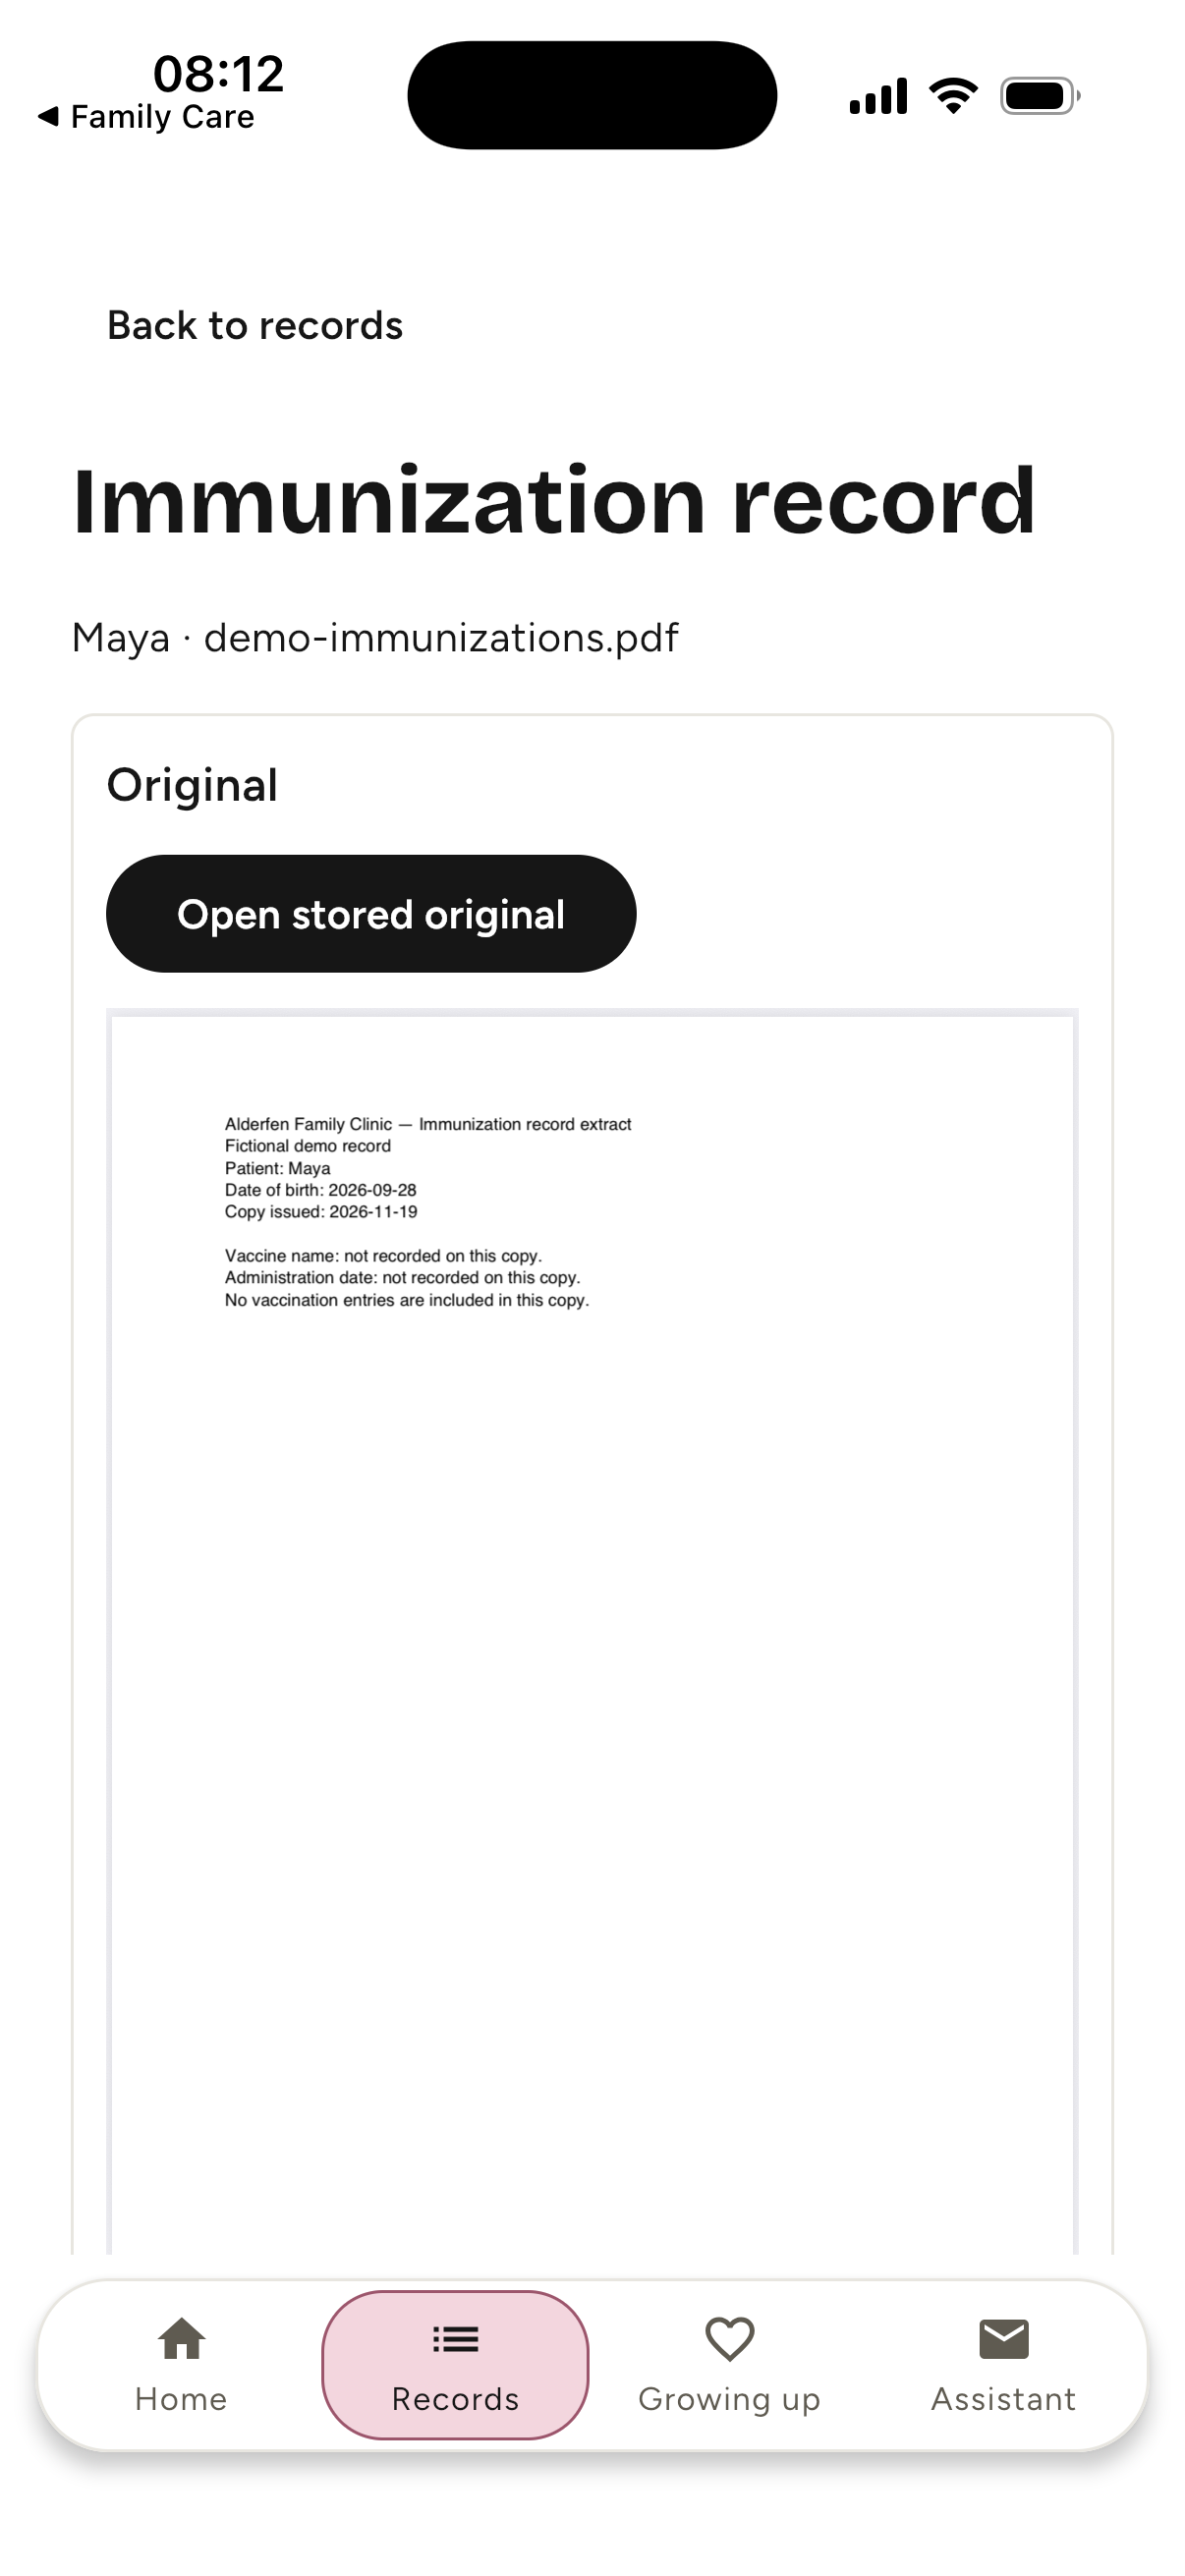 08:12
◀ Family Care
Back to records
Immunization record
Maya · demo-immunizations.pdf
Original
Open stored original
Alderfen Family Clinic — Immunization record extract
Fictional demo record
Patient: Maya
Date of birth: 2026-09-28
Copy issued: 2026-11-19
Vaccine name: not recorded on this copy.
Administration date: not recorded on this copy.
No vaccination entries are included in this copy.
Home
Records
Growing up
Assistant